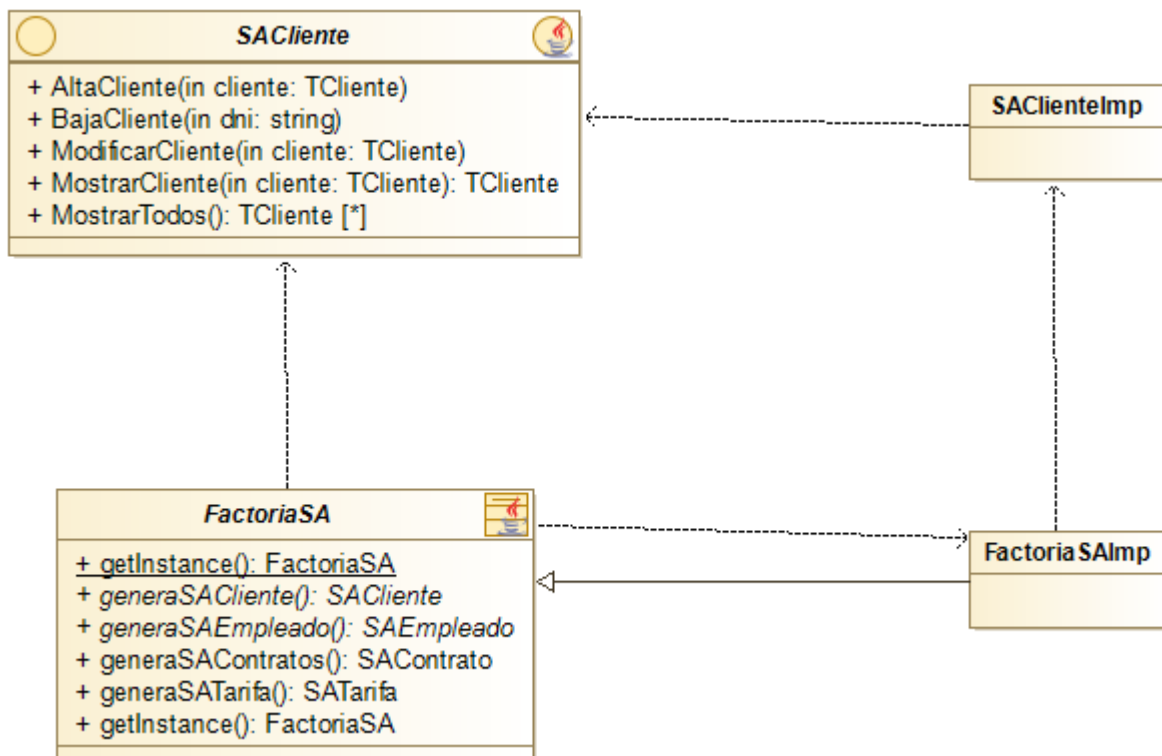 SACliente
+ AltaCliente(in cliente: TCliente)
+ BajaCliente(in dni: string)
+ ModificarCliente(in cliente: TCliente)
+ MostrarCliente(in cliente: TCliente): TCliente
+ MostrarTodos(): TCliente [*]
SAClienteImp
FactoriaSA
+ getInstance(): FactoriaSA
+ generaSACliente(): SACliente
+ generaSAEmpleado(): SAEmpleado
+ generaSAContratos(): SAContrato
+ generaSATarifa(): SATarifa
+ getInstance(): FactoriaSA
FactoriaSAImp